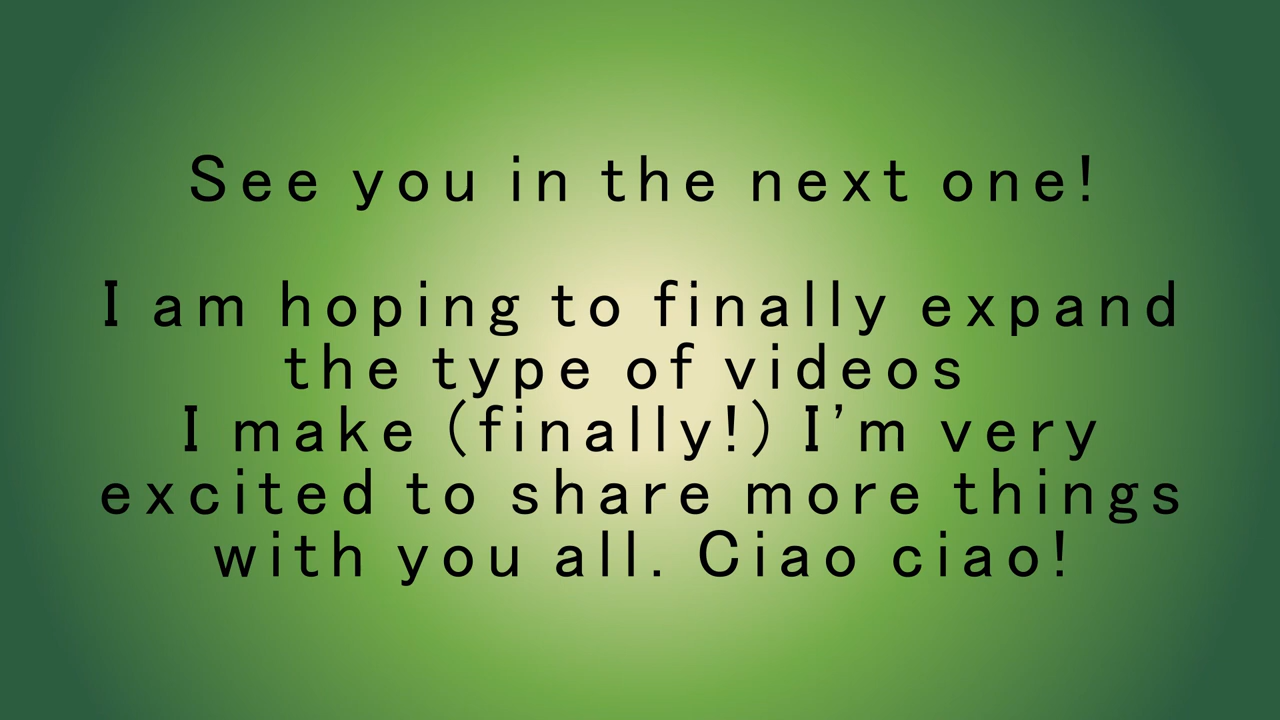 See you in the next one!
I am hoping to finally expand
the type of videos
I make (finally!) I'm very
excited to share more things
with you all. Ciao ciao!